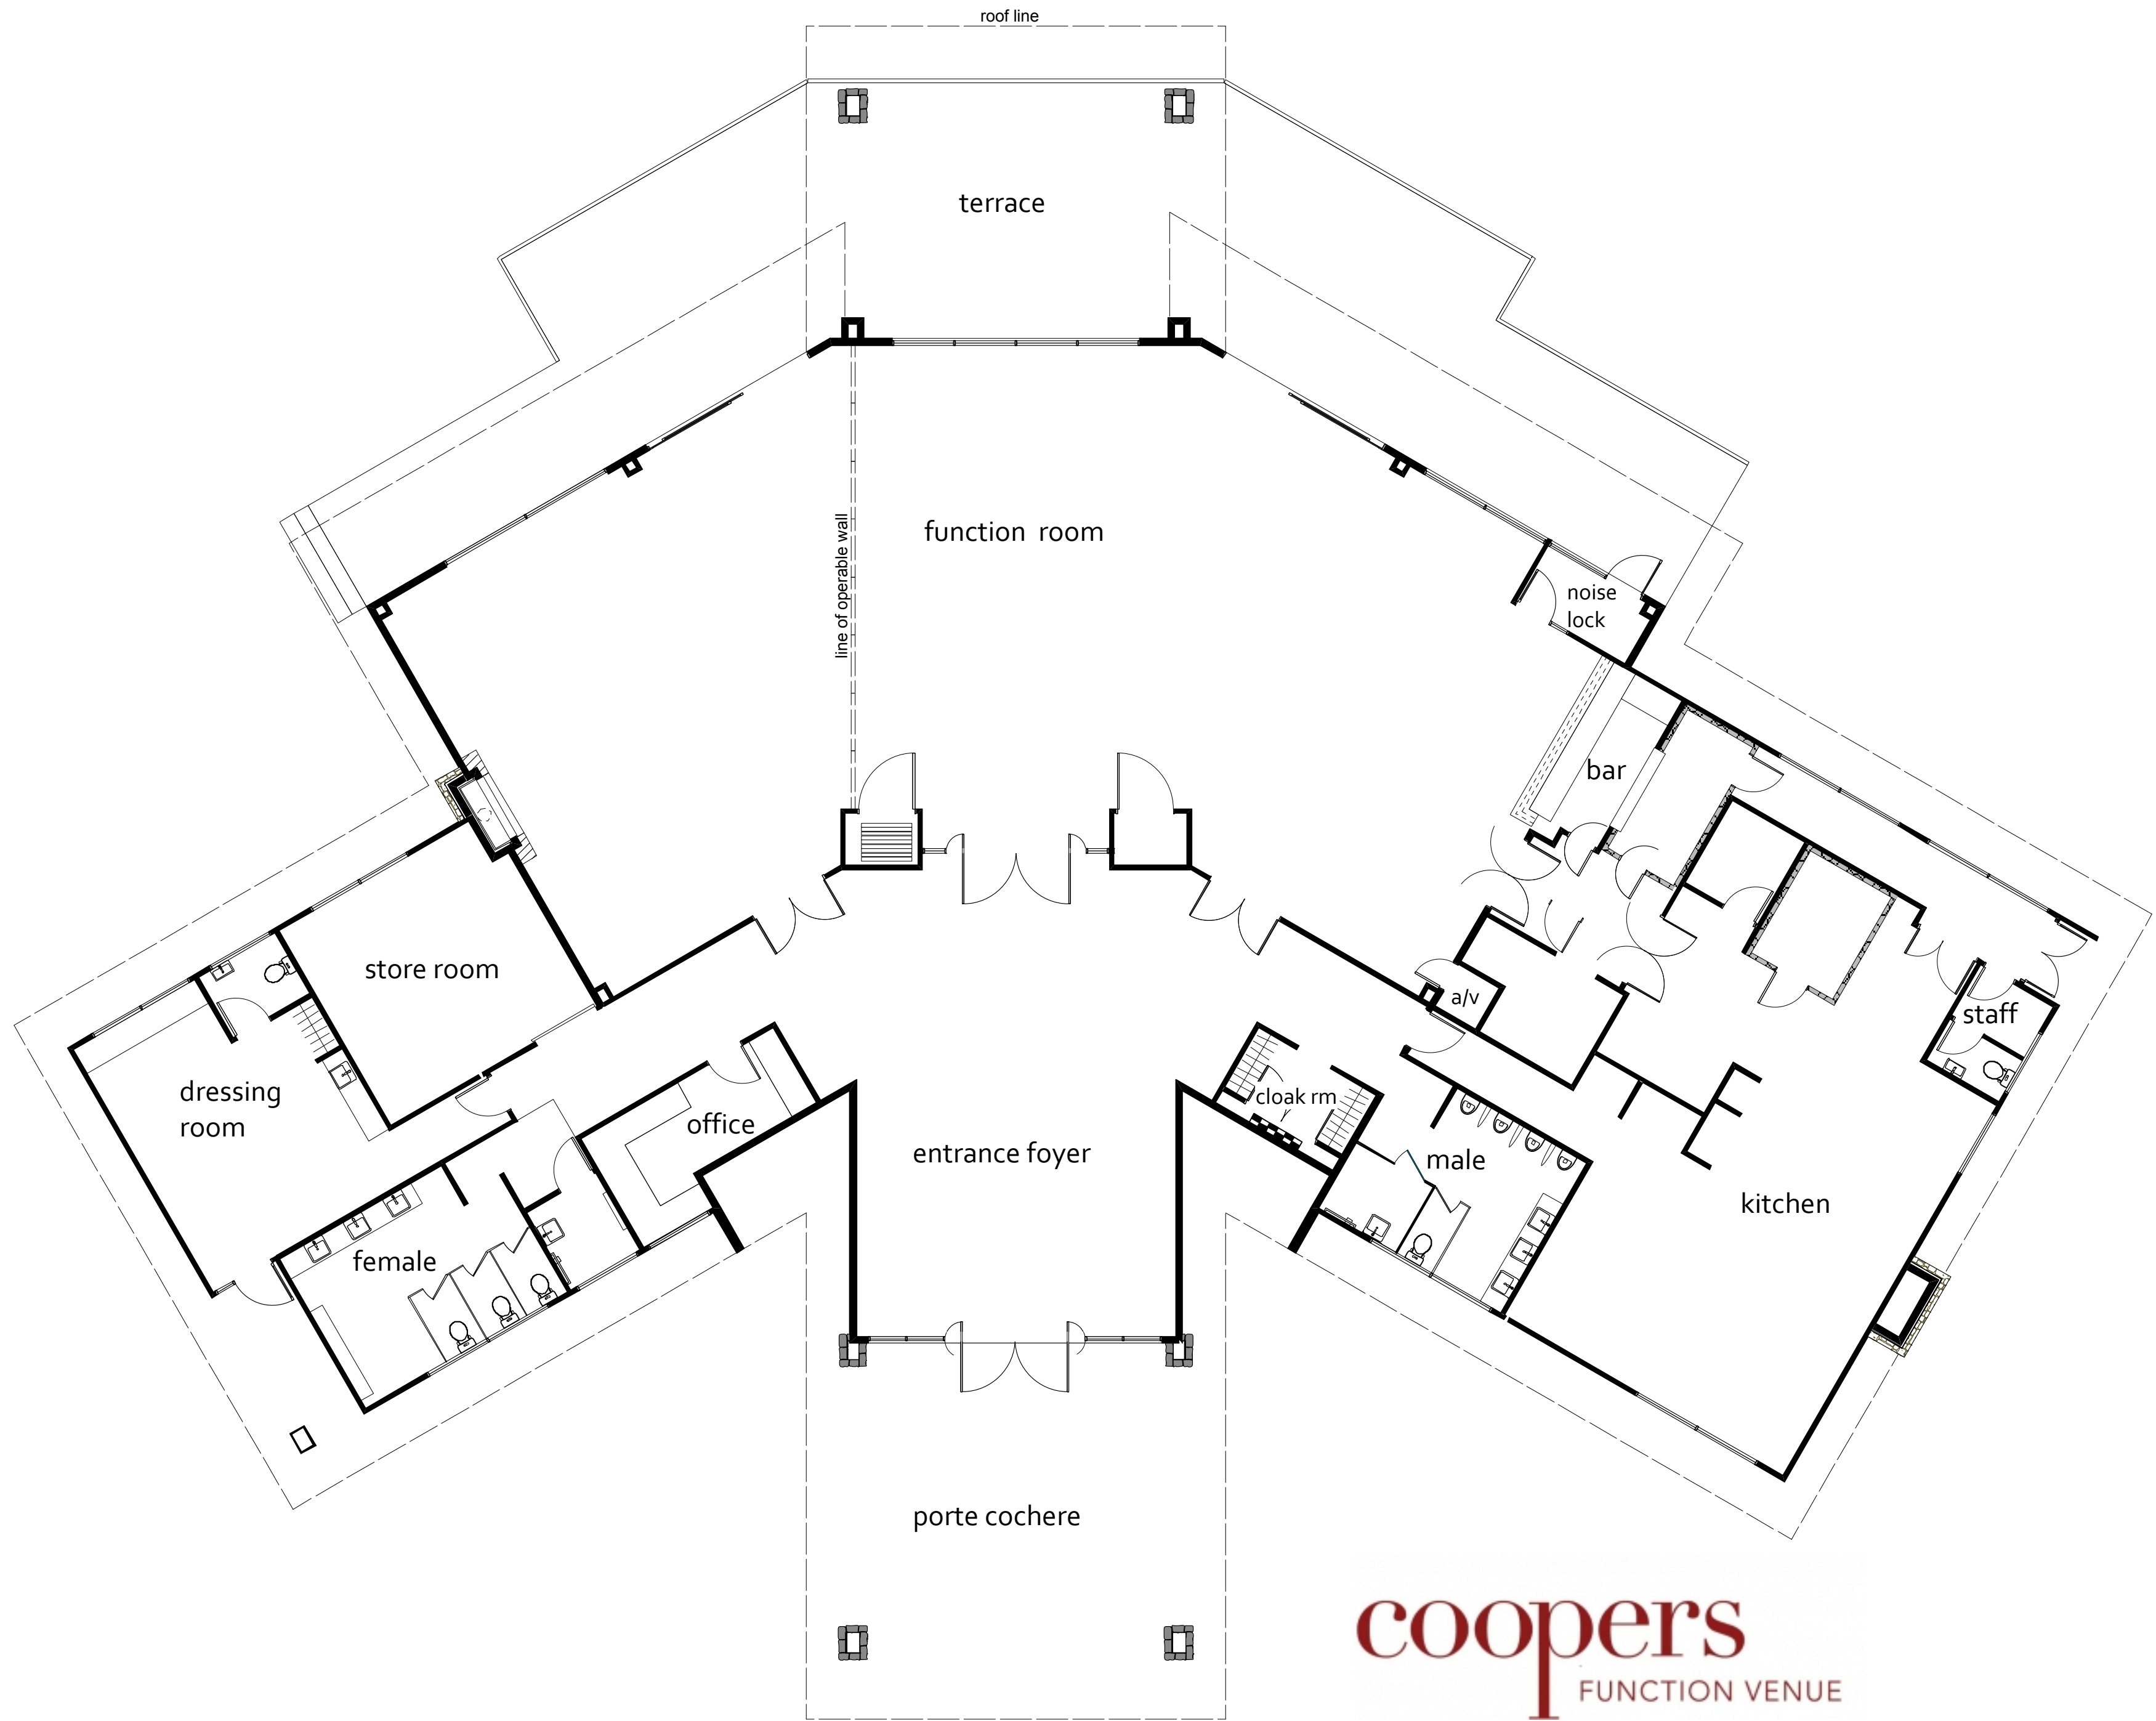 roof line
terrace
function room
line of operable wall
noise
lock
bar
store room
a/v
staff
dressing
room
office
cloak rm
entrance foyer
male
kitchen
female
porte cochere
coopers
FUNCTION VENUE